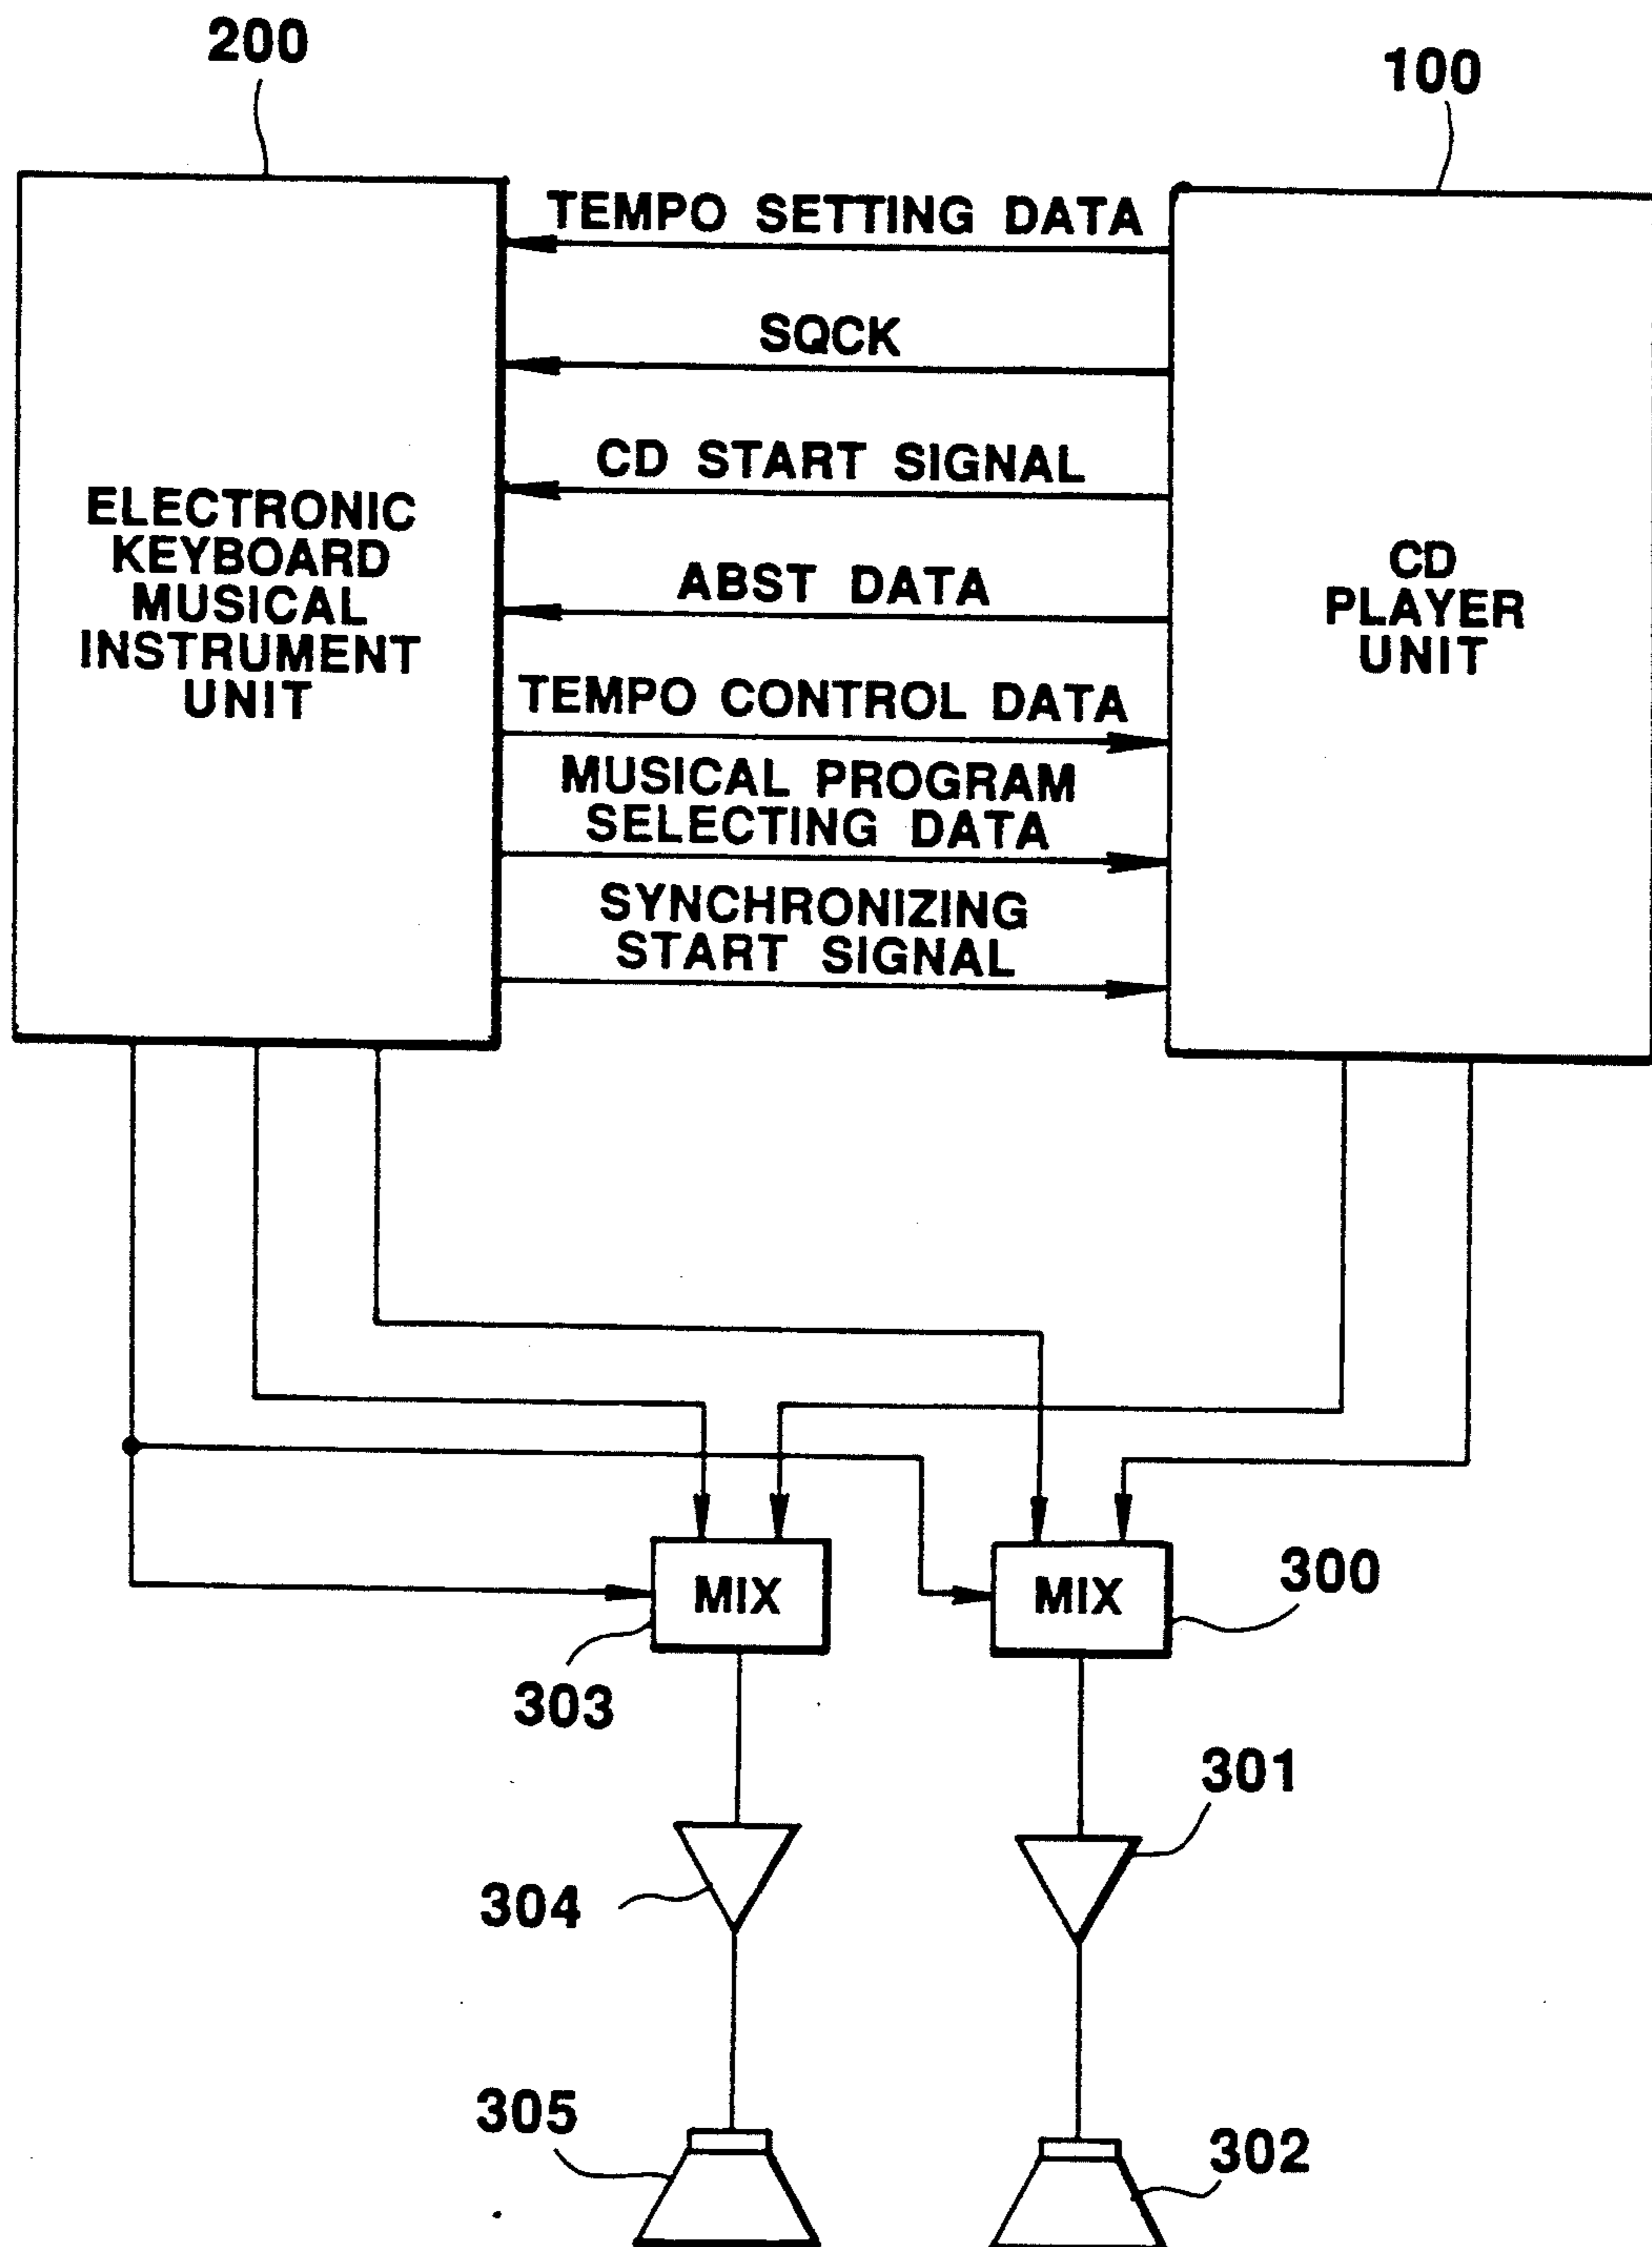 200
100
TEMPO SETTING DATA
SQCK
CD START SIGNAL
ABST DATA
ELECTRONIC
KEYBOARD
MUSICAL
INSTRUMENT
UNIT
CD
PLAYER
UNIT
TEMPO CONTROL DATA
MUSICAL PROGRAM
SELECTING DATA
SYNCHRONIZING
START SIGNAL
MIX
MIX
300
303
301
304
305
302